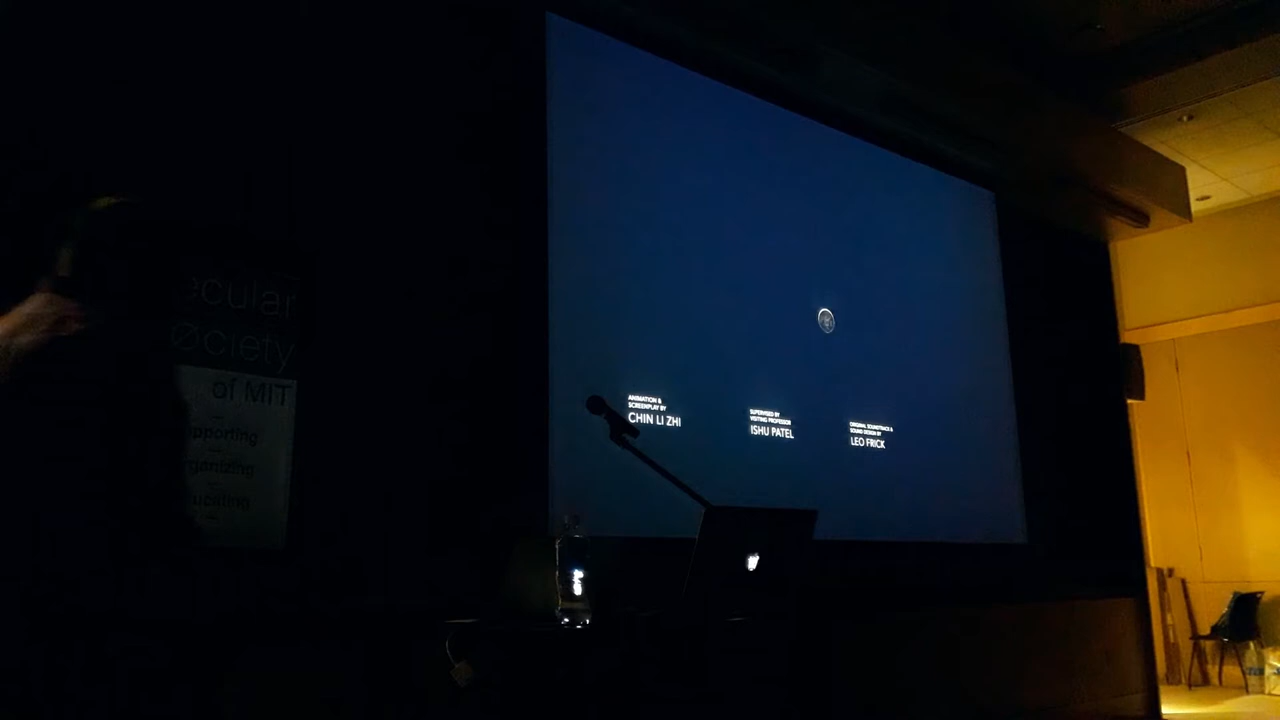 ecular
Society
of MIT
pporting
rganizing
ucating
ANIMATION &
SCREENPLAY BY
CHIN LI ZHI
SUPERVISED BY
VISITING PROFESSOR
ISHU PATEL
ORIGINAL SOUNDTRACK &
SOUND DESIGN BY
LEO FRICK